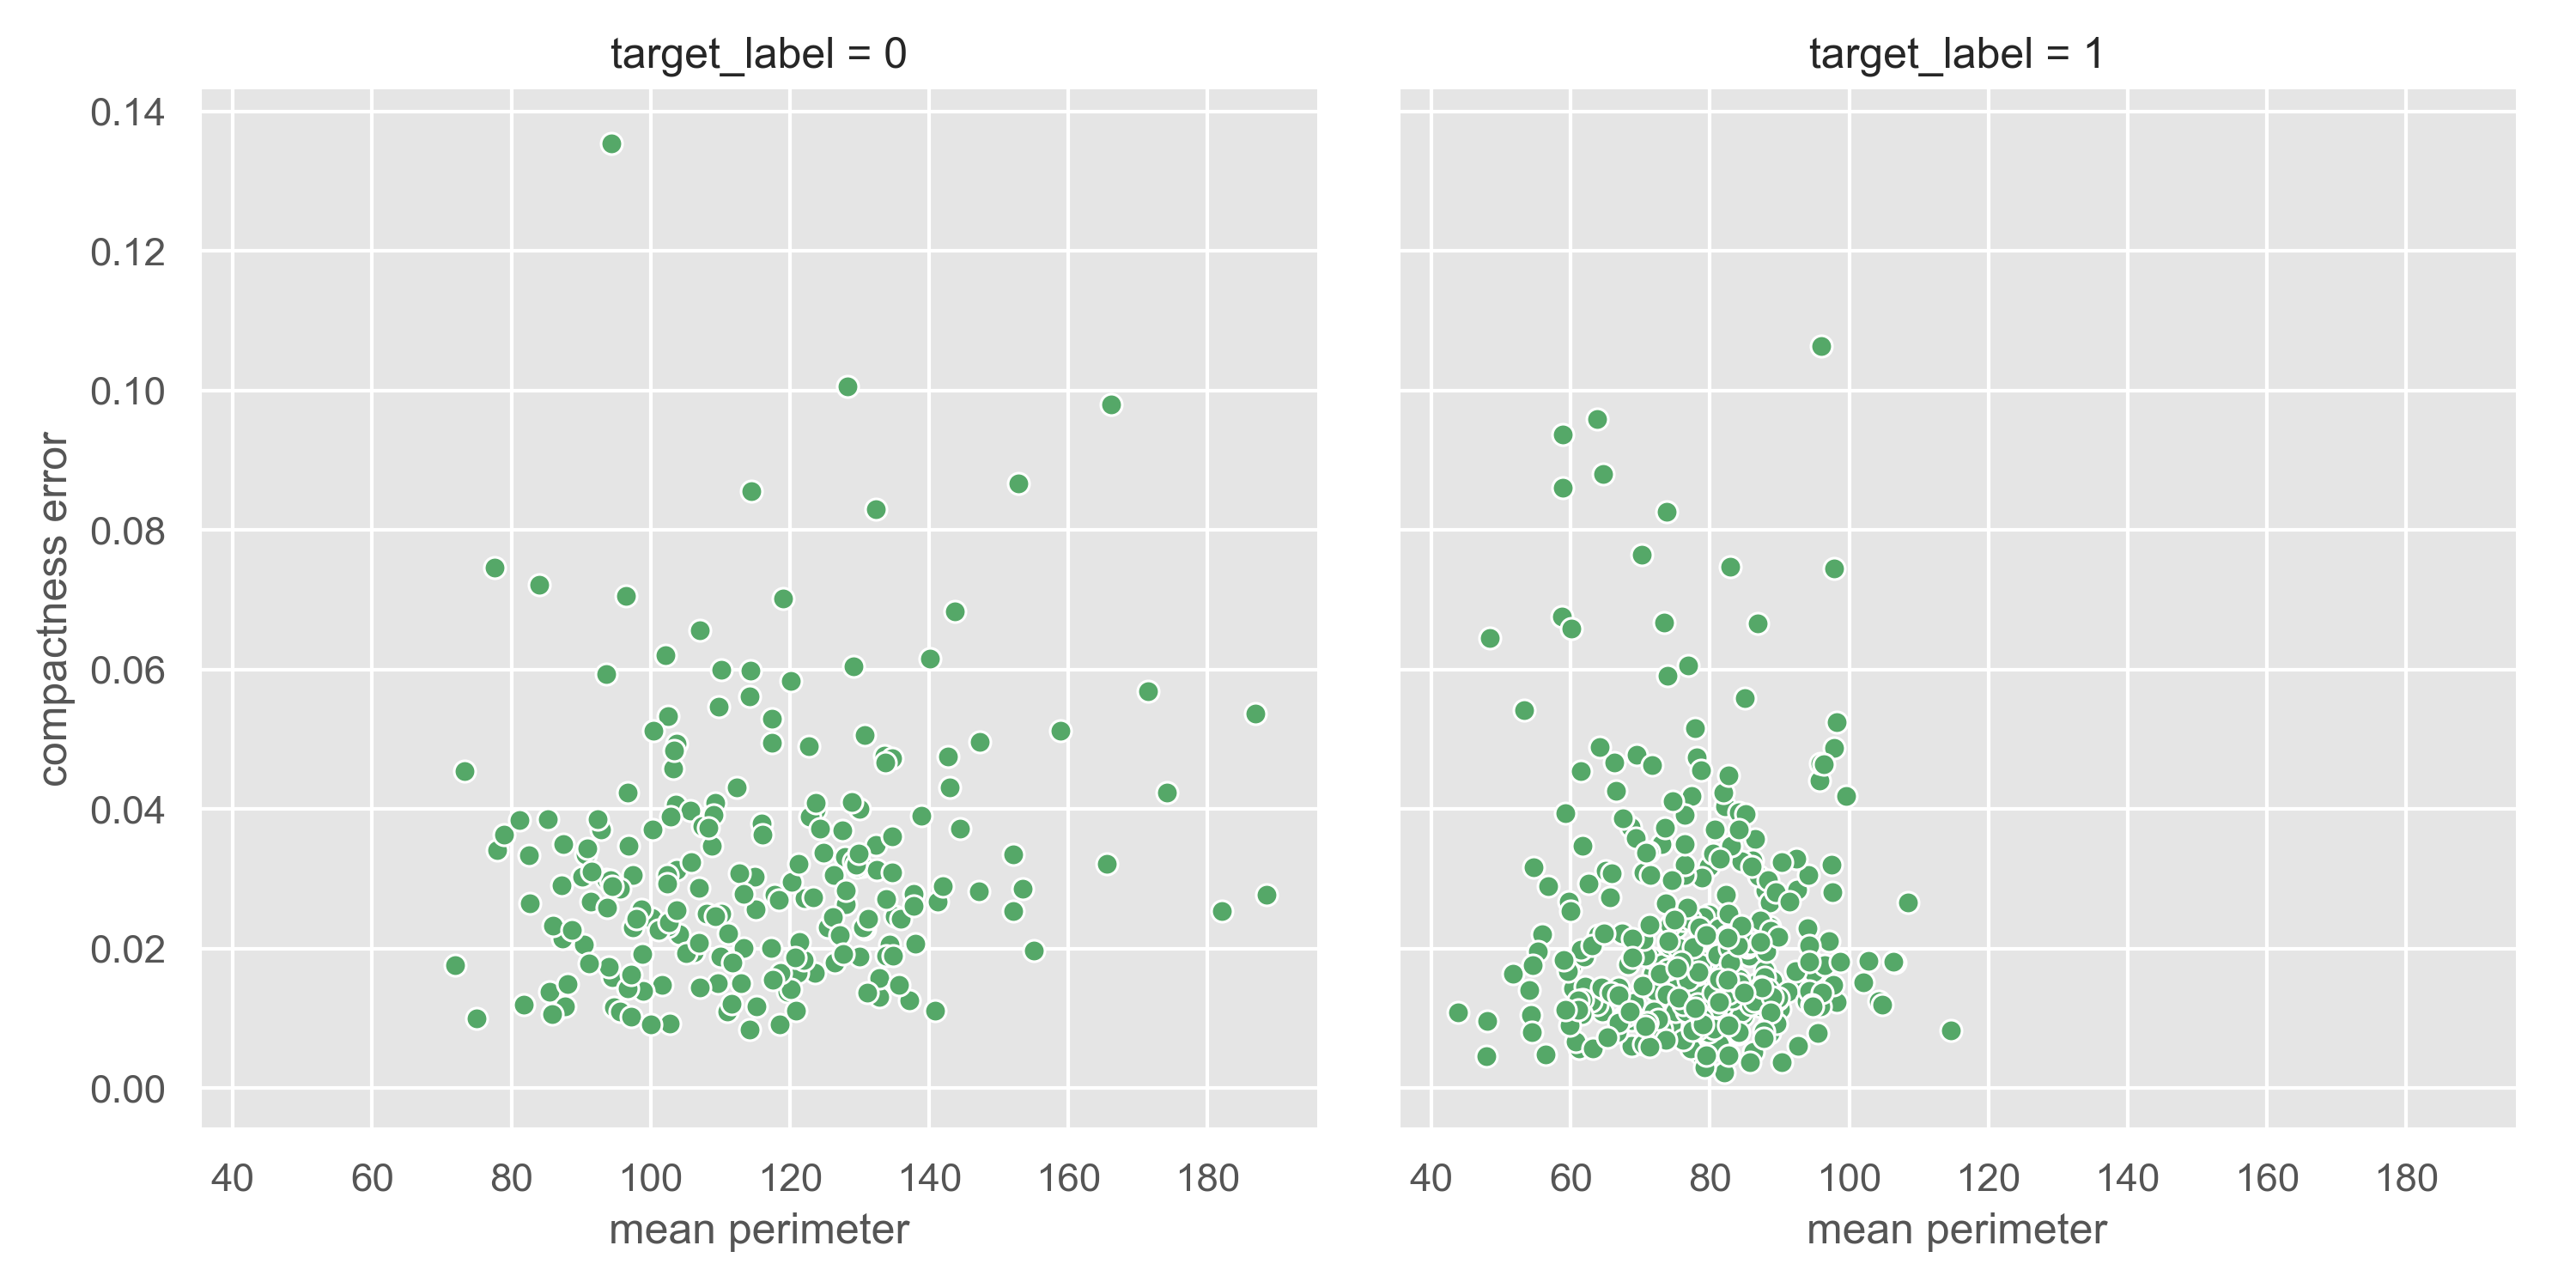 target_label = 0
target_label = 1
0.14
0.12
0.10
0.08
0.06
0.04
0.02
0.00
compactness error
40 60 80 100 120 140 160 180
40 60 80 100 120 140 160 180
mean perimeter
mean perimeter